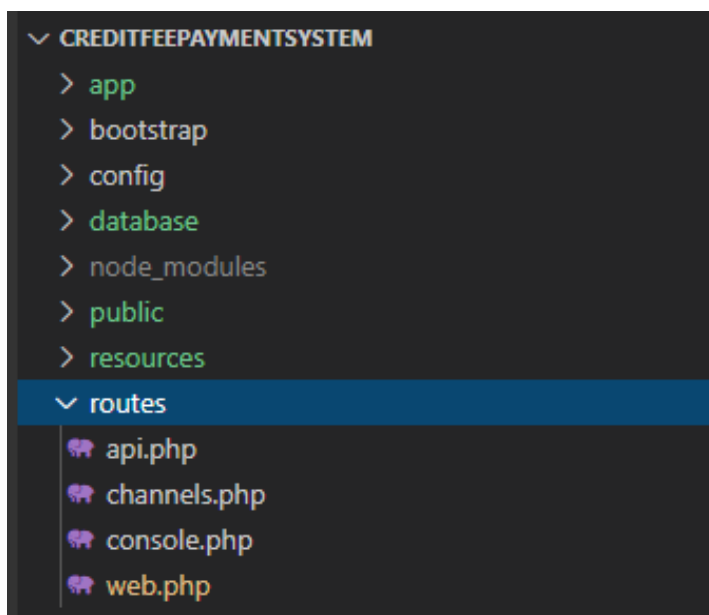 CREDITFEEPAYMENTSYSTEM
app
bootstrap
config
database
node_modules
public
resources
routes
api.php
channels.php
console.php
web.php